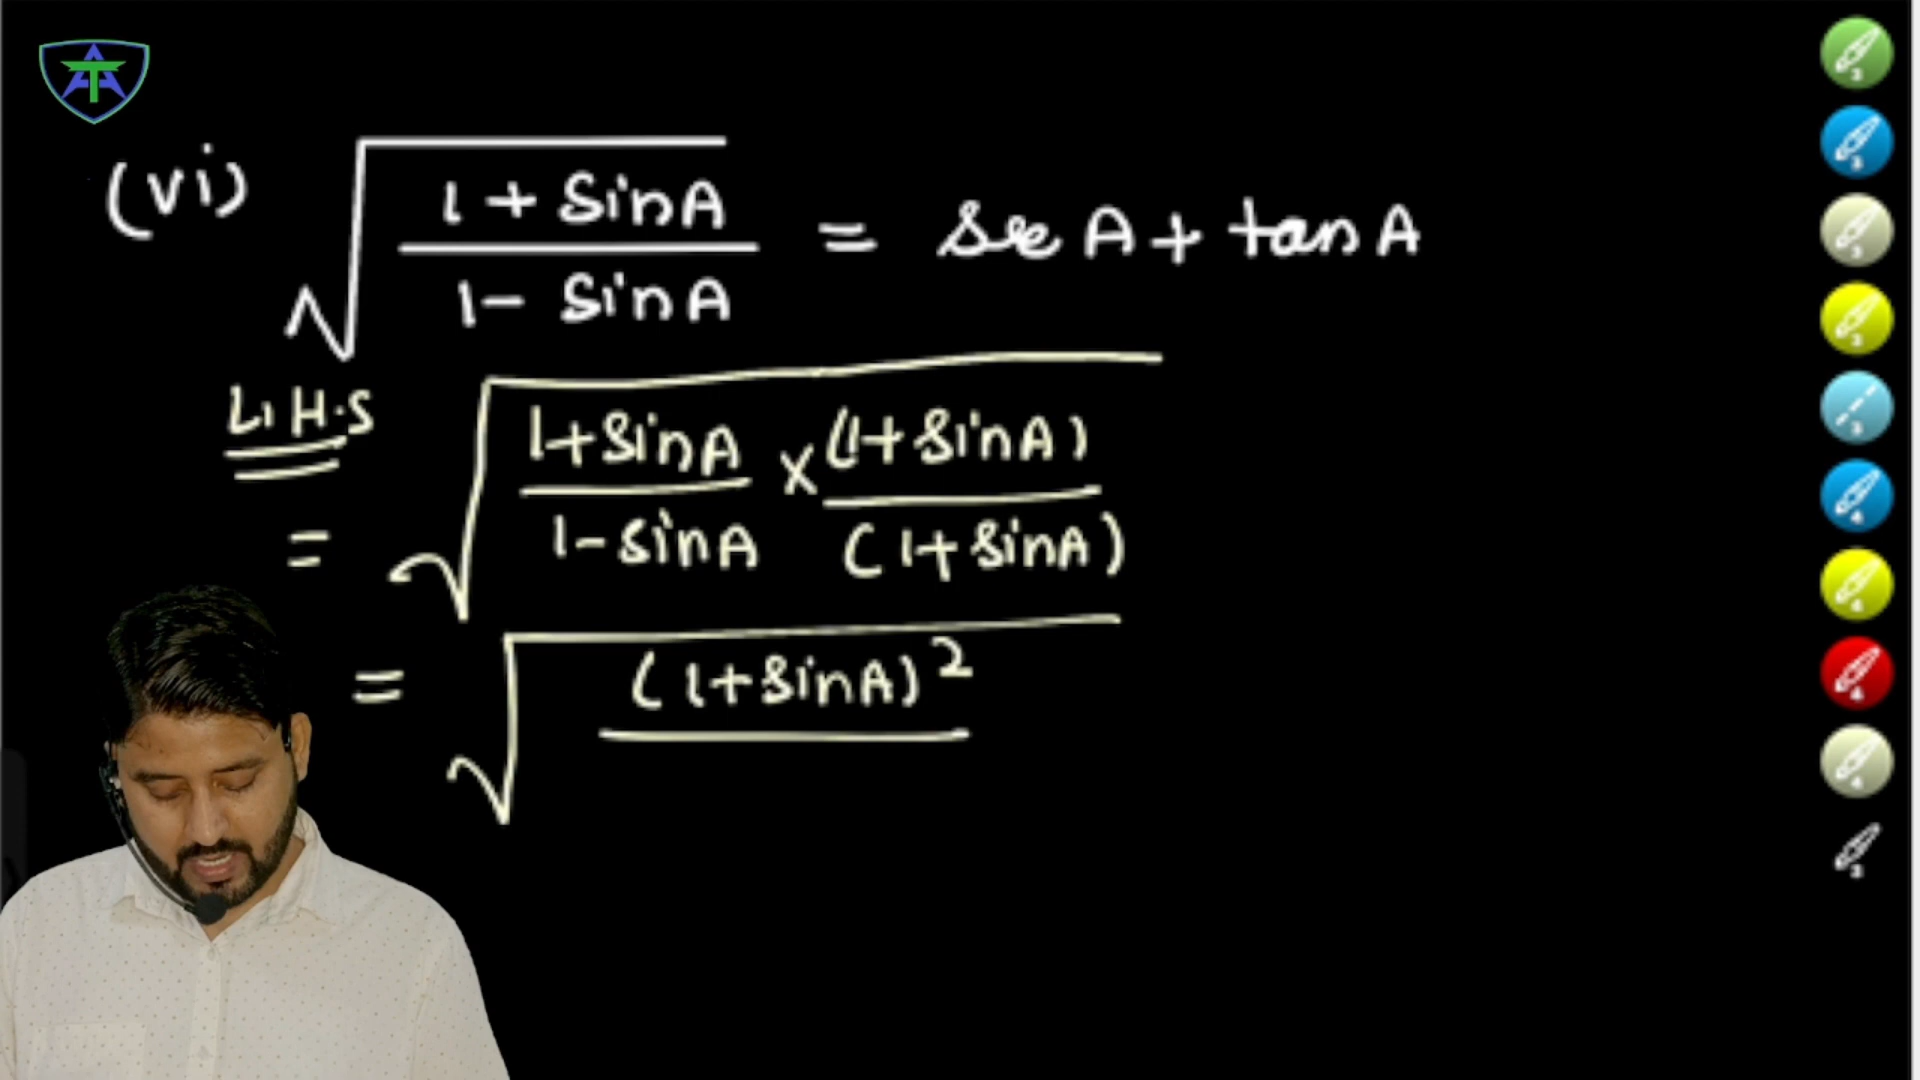 (vi) √((1 + SinA)/(1 - SinA)) = Sec A + tan A
L.H.S
= √((1+SinA)/(1-SinA) × (1+SinA)/(1+SinA))
= √((1+SinA)²